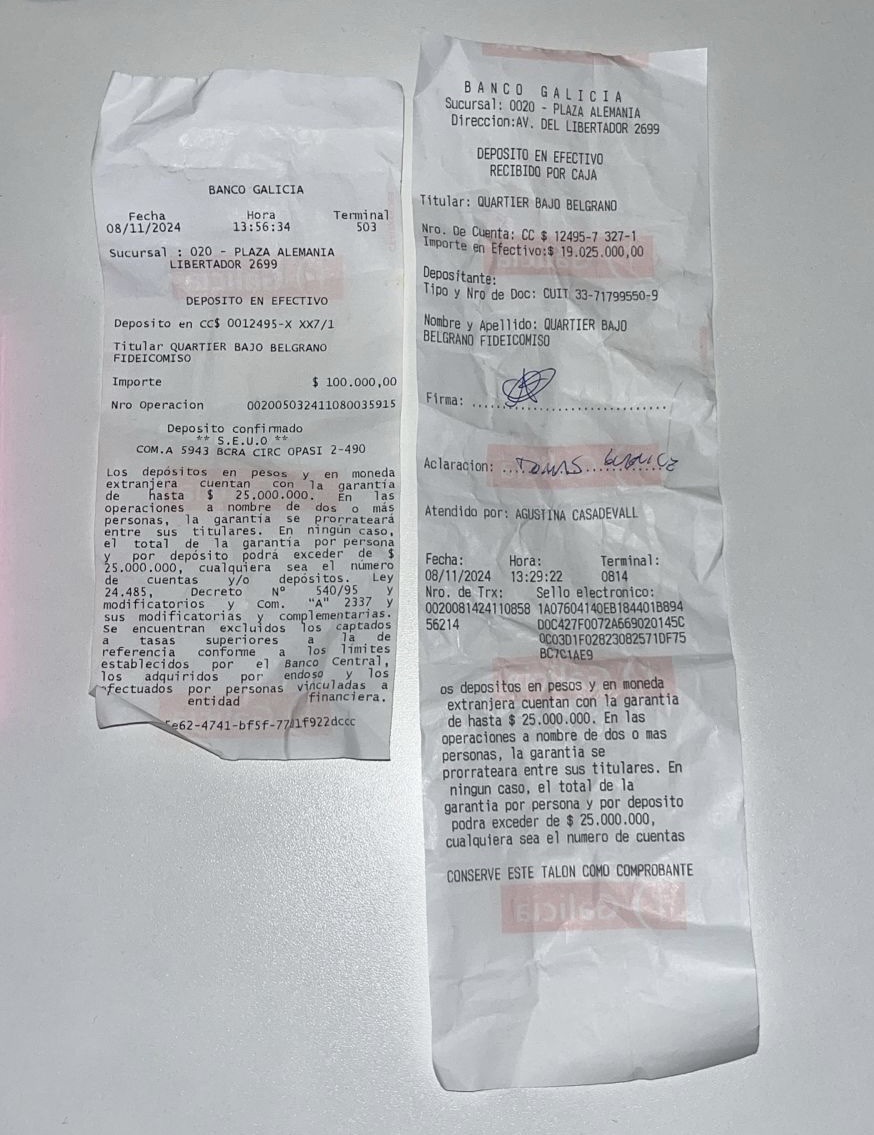 BANCO GALICIA
Fecha Hora Terminal
08/11/2024 13:56:34 503
Sucursal : 020 - PLAZA ALEMANIA
LIBERTADOR 2699
DEPOSITO EN EFECTIVO
Deposito en CC$ 0012495-X XX7/1
Titular QUARTIER BAJO BELGRANO
FIDEICOMISO
Importe $ 100.000,00
Nro Operacion 002005032411080035915
Deposito confirmado
** S.E.U.O **
COM.A 5943 BCRA CIRC OPASI 2-490
Los depósitos en pesos y en moneda
extranjera cuentan con la garantía
de hasta $ 25.000.000. En las
operaciones a nombre de dos o más
personas, la garantía se prorrateará
entre sus titulares. En ningún caso,
el total de la garantía por persona
y por depósito podrá exceder de $
25.000.000, cualquiera sea el número
de cuentas y/o depósitos. Ley
24.485, Decreto N° 540/95 y
modificatorios y Com. "A" 2337 y
sus modificatorias y complementarias.
Se encuentran excluidos los captados
a tasas superiores a la de
referencia conforme a los límites
establecidos por el Banco Central,
los adquiridos por endoso y los
efectuados por personas vinculadas a
entidad financiera.
5e62-4741-bf5f-77d1f922dccc
BANCO GALICIA
Sucursal: 0020 - PLAZA ALEMANIA
Direccion:AV. DEL LIBERTADOR 2699
DEPOSITO EN EFECTIVO
RECIBIDO POR CAJA
Titular: QUARTIER BAJO BELGRANO
Nro. De Cuenta: CC $ 12495-7 327-1
Importe en Efectivo:$ 19.025.000,00
Depositante:
Tipo y Nro de Doc: CUIT 33-71799550-9
Nombre y Apellido: QUARTIER BAJO
BELGRANO FIDEICOMISO
Firma:
Aclaracion: TOMAS
Atendido por: AGUSTINA CASADEVALL
Fecha: Hora: Terminal:
08/11/2024 13:29:22 0814
Nro. de Trx: Sello electronico:
0020081424110858 1A07604140EB184401B894
56214 D0C427F0072A669020145C
0C03D1F02823082571DF75
BC7C1AE9
os depositos en pesos y en moneda
extranjera cuentan con la garantia
de hasta $ 25.000.000. En las
operaciones a nombre de dos o mas
personas, la garantia se
prorrateara entre sus titulares. En
ningun caso, el total de la
garantia por persona y por deposito
podra exceder de $ 25.000.000,
cualquiera sea el numero de cuentas
CONSERVE ESTE TALON COMO COMPROBANTE
Galicia